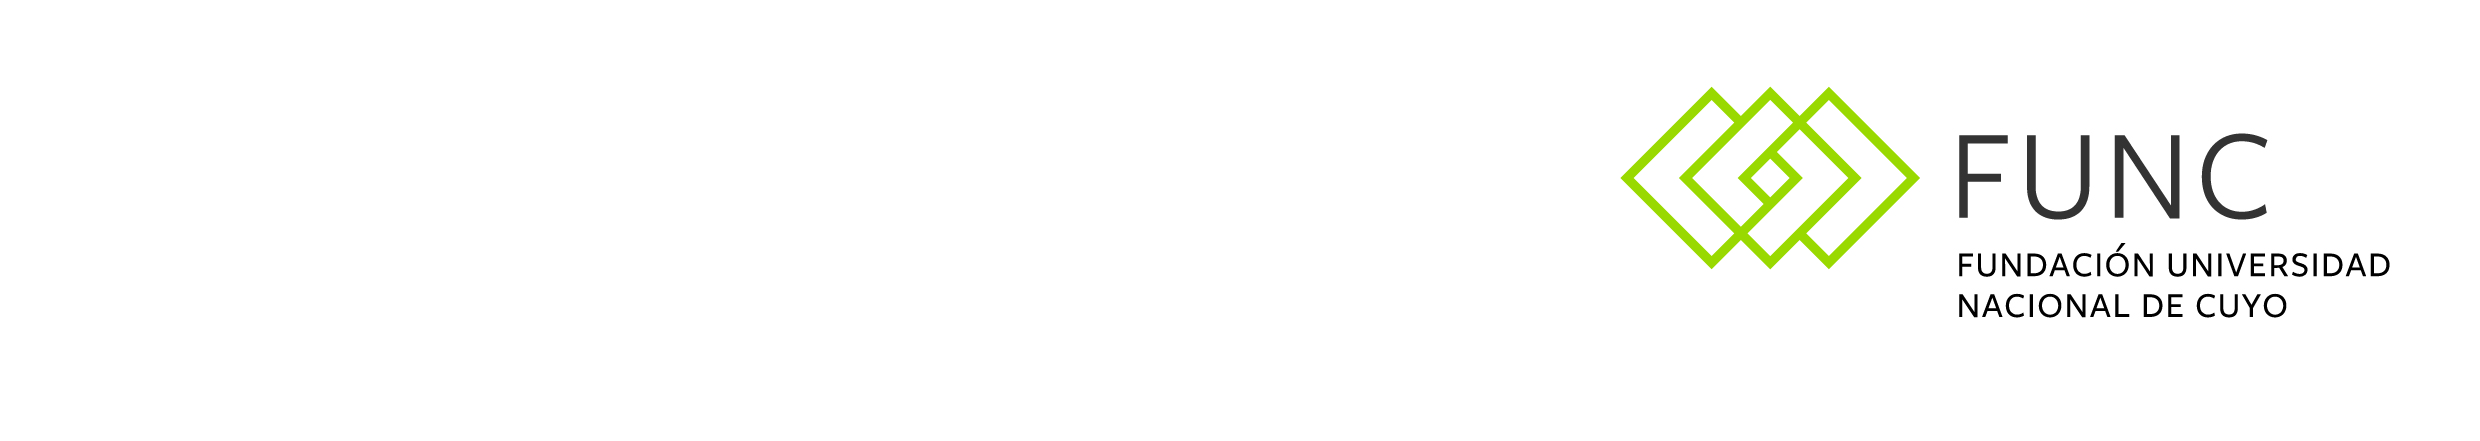 FUNC
FUNDACIÓN UNIVERSIDAD
NACIONAL DE CUYO